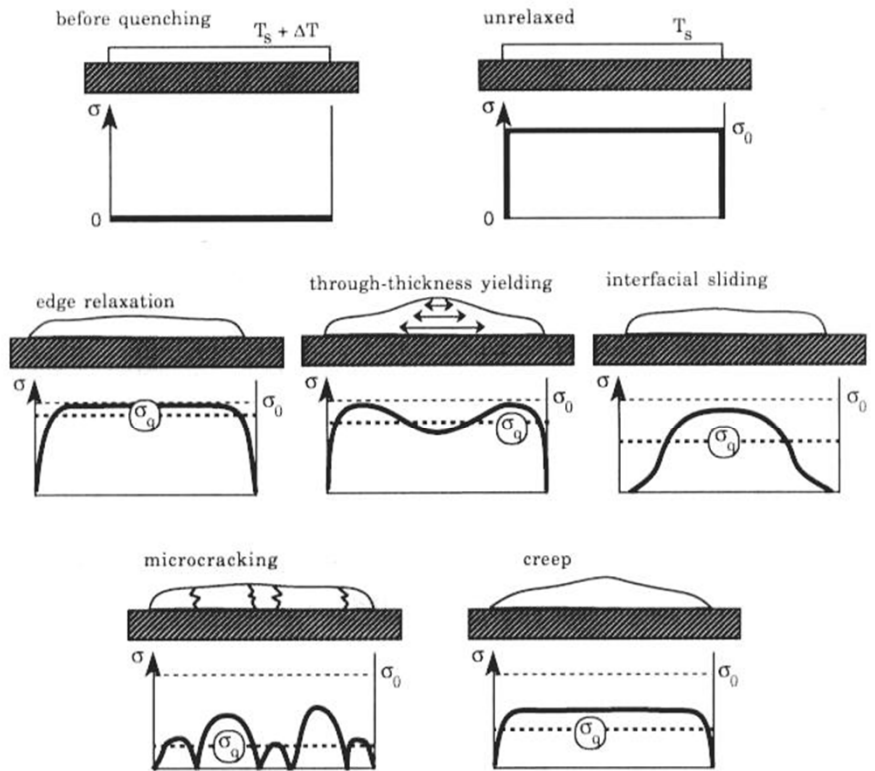 before quenching
T_s + ΔT
σ
0
unrelaxed
T_s
σ
σ_0
0
edge relaxation
σ
σ_0
σ_q
through-thickness yielding
σ
σ_0
σ_q
interfacial sliding
σ
σ_0
σ_q
microcracking
σ
σ_0
σ_q
creep
σ
σ_0
σ_q